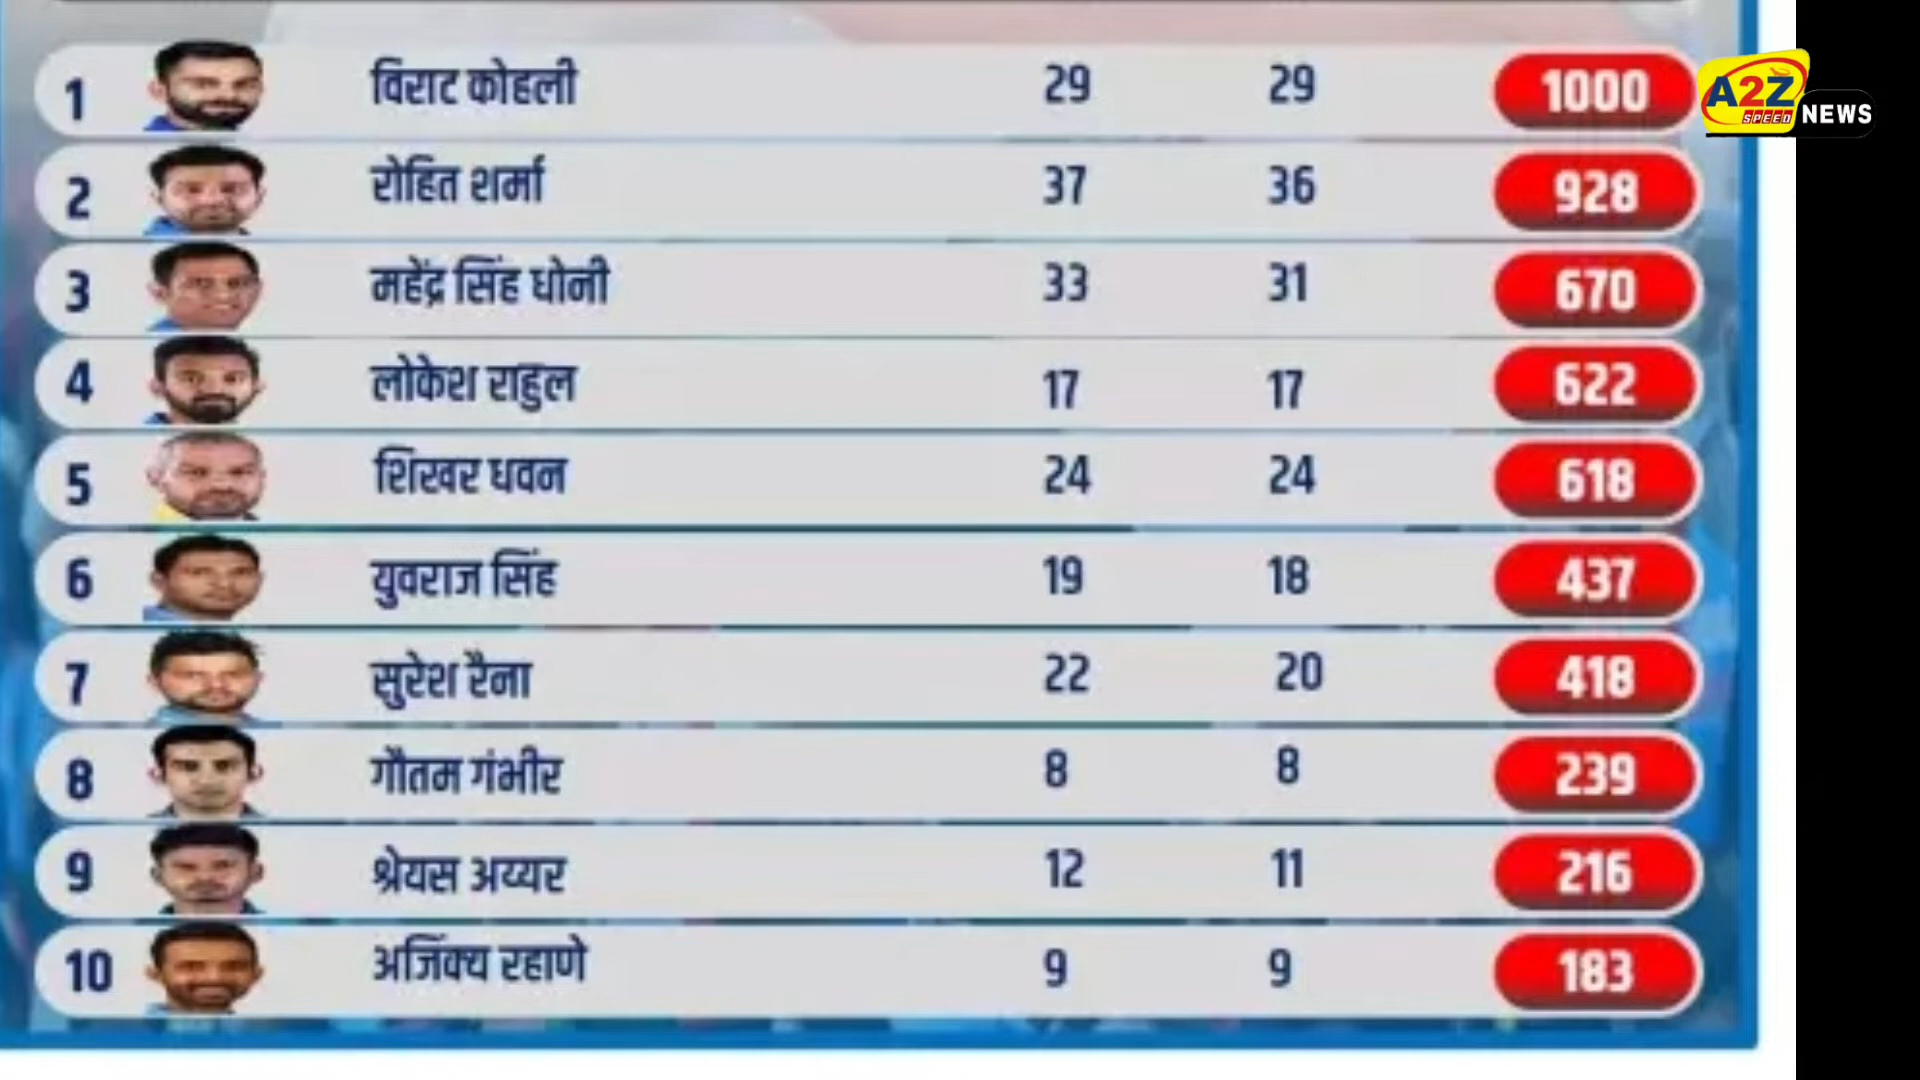 1 विराट कोहली 29 29 1000
A2Z SPEED NEWS
2 रोहित शर्मा 37 36 928
3 महेंद्र सिंह धोनी 33 31 670
4 लोकेश राहुल 17 17 622
5 शिखर धवन 24 24 618
6 युवराज सिंह 19 18 437
7 सुरेश रैना 22 20 418
8 गौतम गंभीर 8 8 239
9 श्रेयस अय्यर 12 11 216
10 अजिंक्य रहाणे 9 9 183